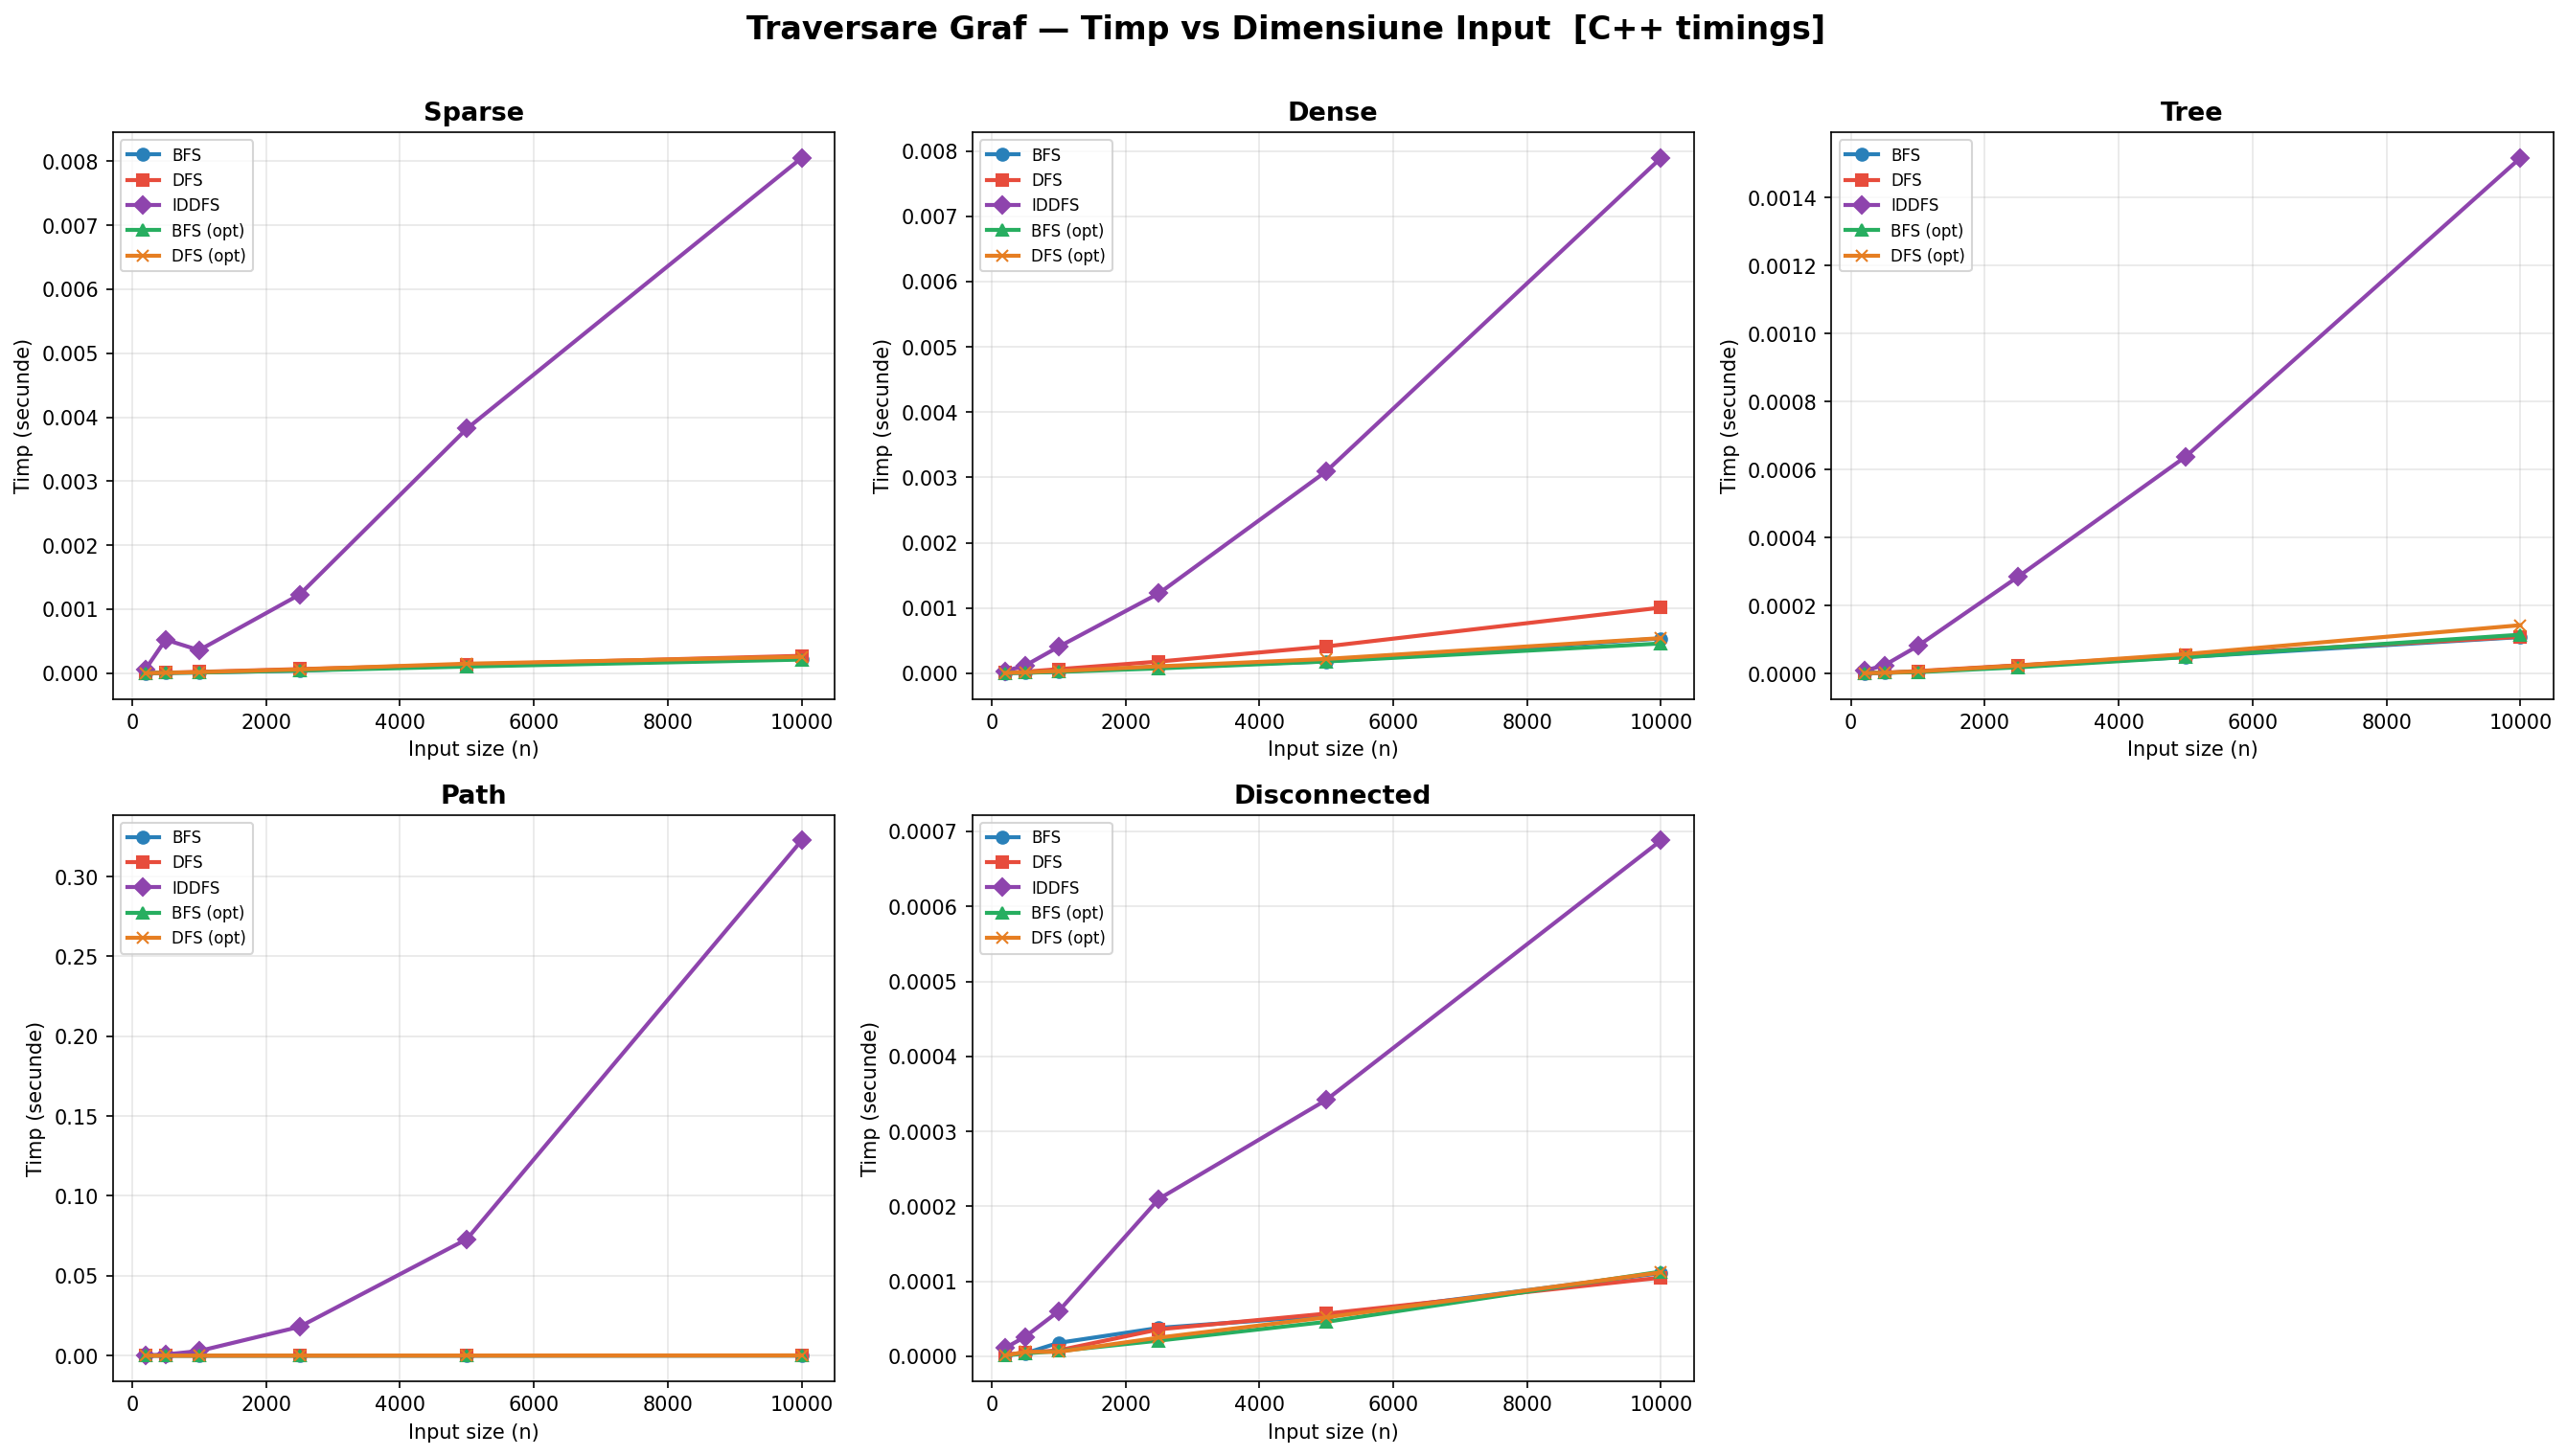 Traversare Graf — Timp vs Dimensiune Input  [C++ timings]
Sparse
BFS
DFS
IDDFS
BFS (opt)
DFS (opt)
0.008
0.007
0.006
0.005
0.004
0.003
0.002
0.001
0.000
Timp (secunde)
0 2000 4000 6000 8000 10000
Input size (n)
Dense
BFS
DFS
IDDFS
BFS (opt)
DFS (opt)
0.008
0.007
0.006
0.005
0.004
0.003
0.002
0.001
0.000
Timp (secunde)
0 2000 4000 6000 8000 10000
Input size (n)
Tree
BFS
DFS
IDDFS
BFS (opt)
DFS (opt)
0.0014
0.0012
0.0010
0.0008
0.0006
0.0004
0.0002
0.0000
Timp (secunde)
0 2000 4000 6000 8000 10000
Input size (n)
Path
BFS
DFS
IDDFS
BFS (opt)
DFS (opt)
0.30
0.25
0.20
0.15
0.10
0.05
0.00
Timp (secunde)
0 2000 4000 6000 8000 10000
Input size (n)
Disconnected
BFS
DFS
IDDFS
BFS (opt)
DFS (opt)
0.0007
0.0006
0.0005
0.0004
0.0003
0.0002
0.0001
0.0000
Timp (secunde)
0 2000 4000 6000 8000 10000
Input size (n)